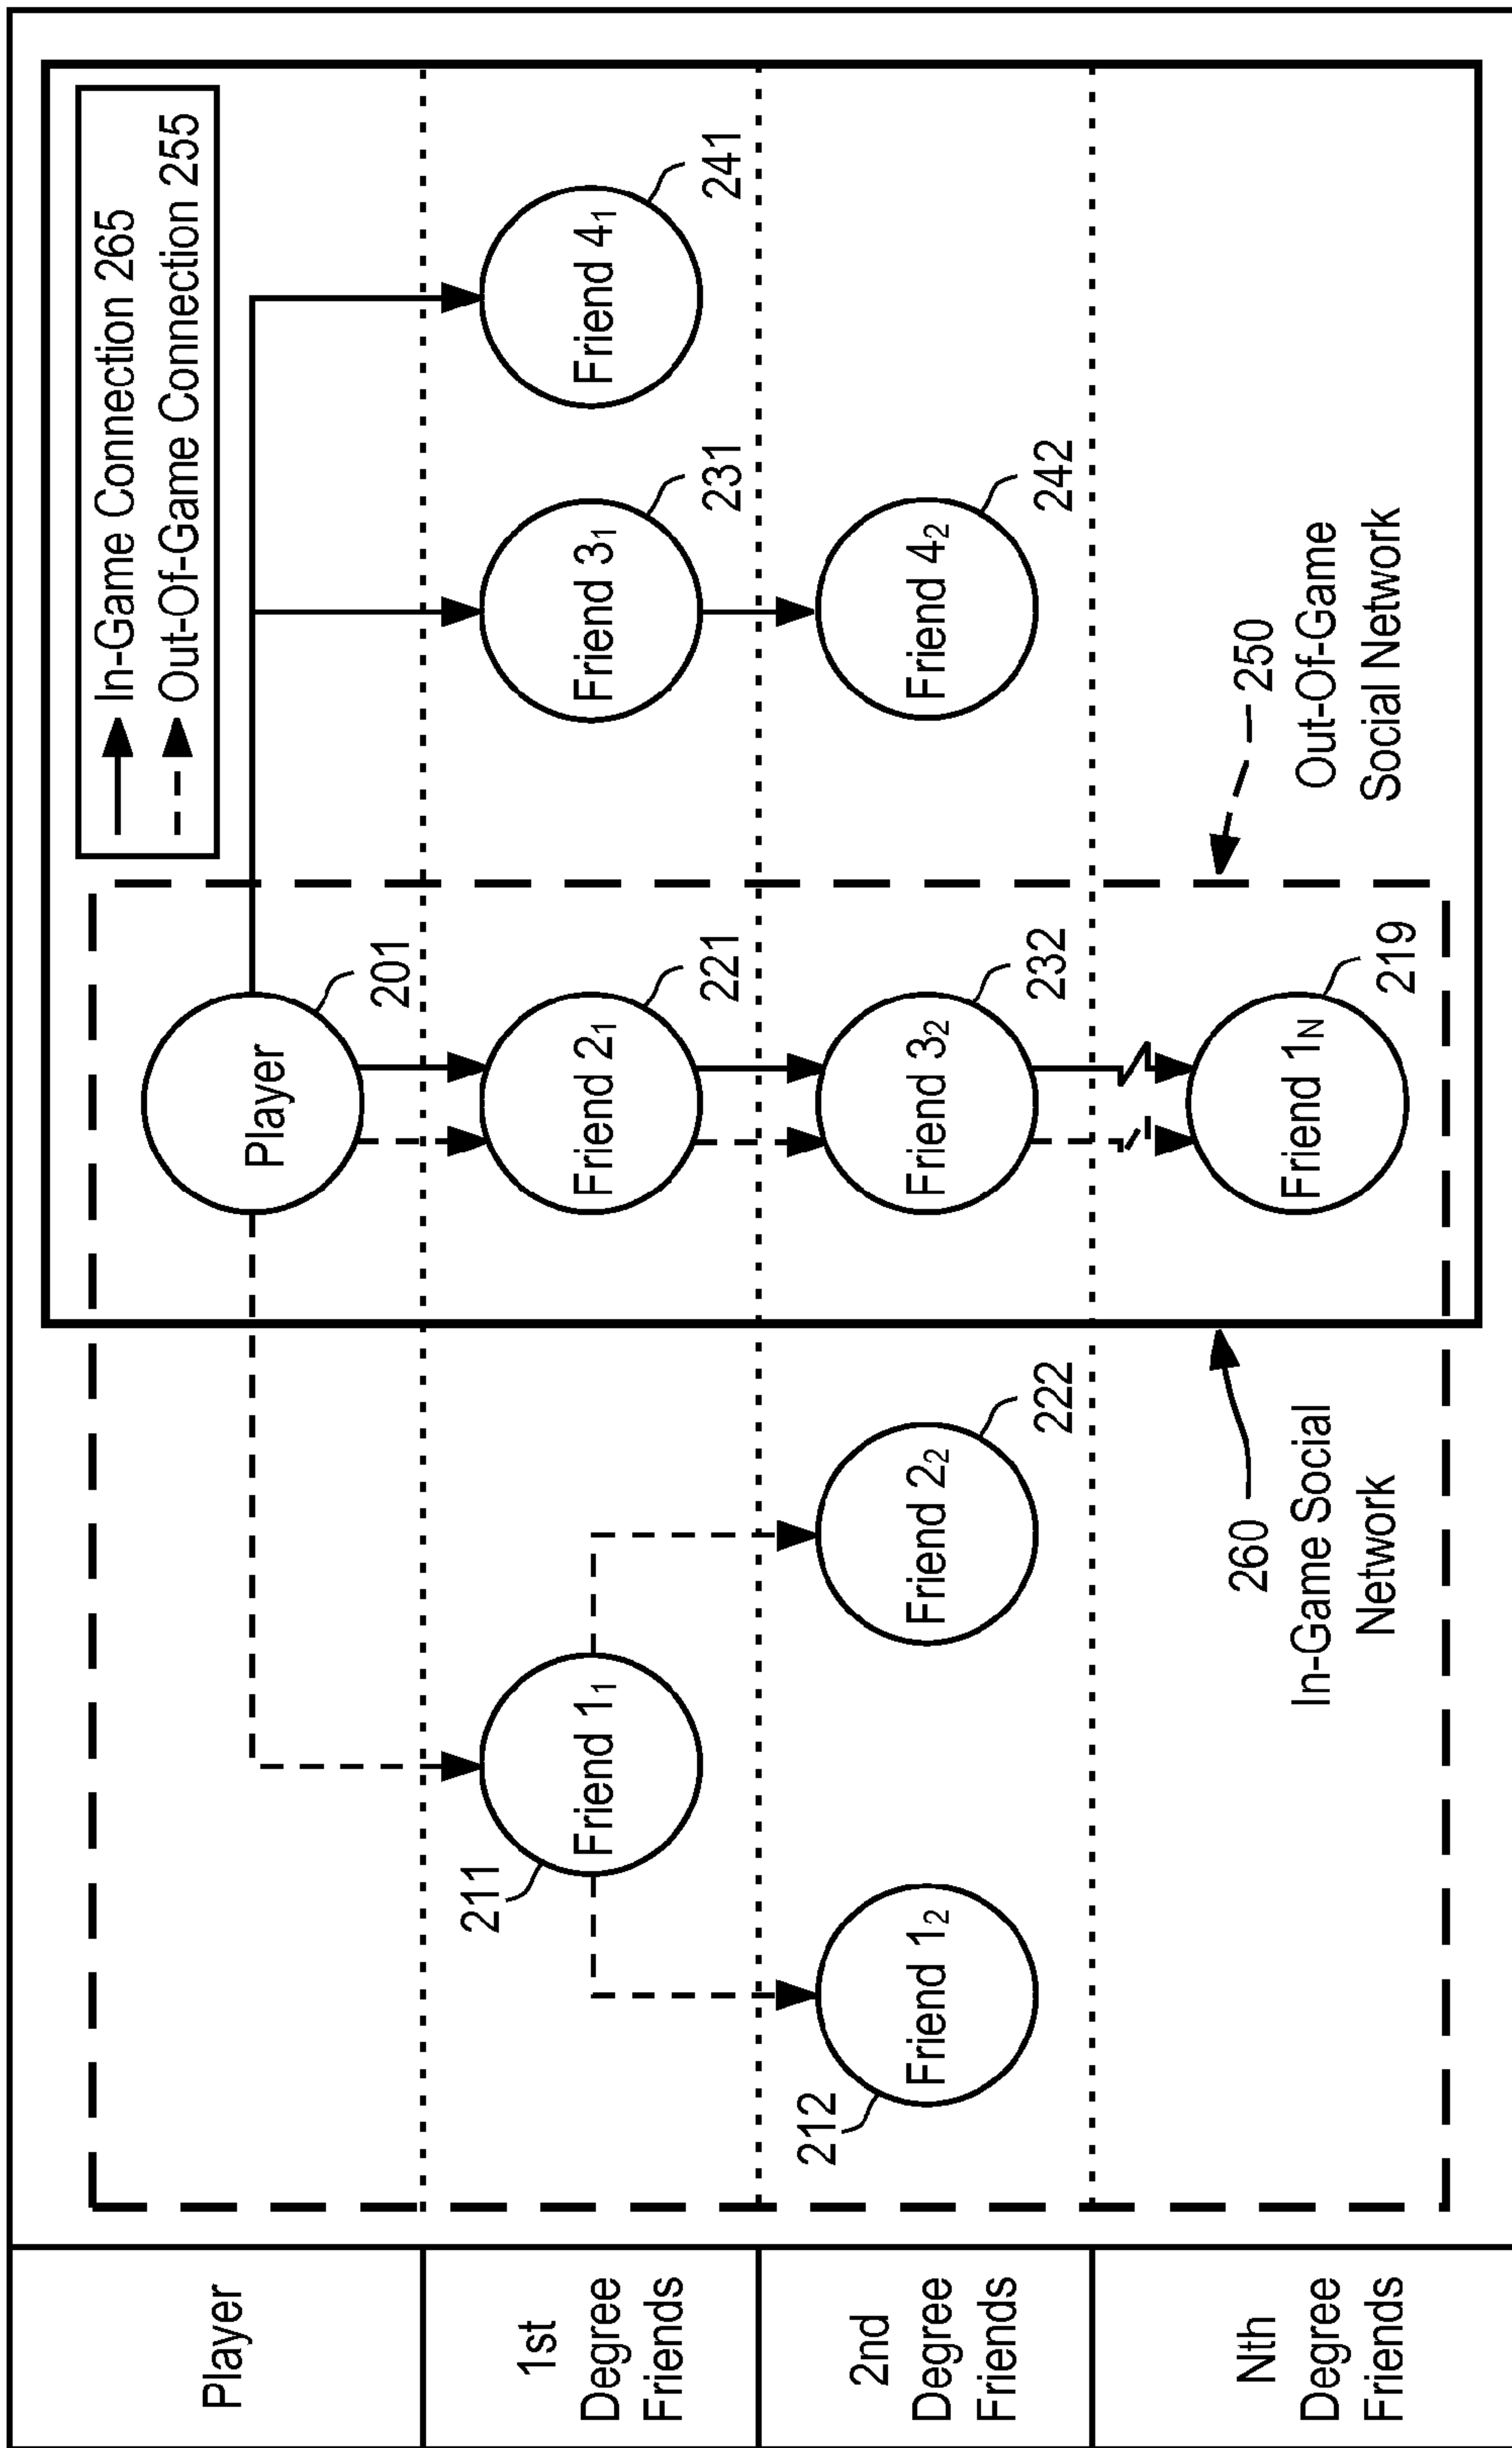 Player
1st
Degree
Friends
2nd
Degree
Friends
Nth
Degree
Friends
In-Game Connection 265
Out-Of-Game Connection 255
Player
201
211
Friend 1₁
Friend 2₁
221
Friend 3₁
231
Friend 4₁
241
212
Friend 1₂
Friend 2₂
222
Friend 3₂
232
Friend 4₂
242
260
In-Game Social
Network
Friend 1N
219
250
Out-Of-Game
Social Network